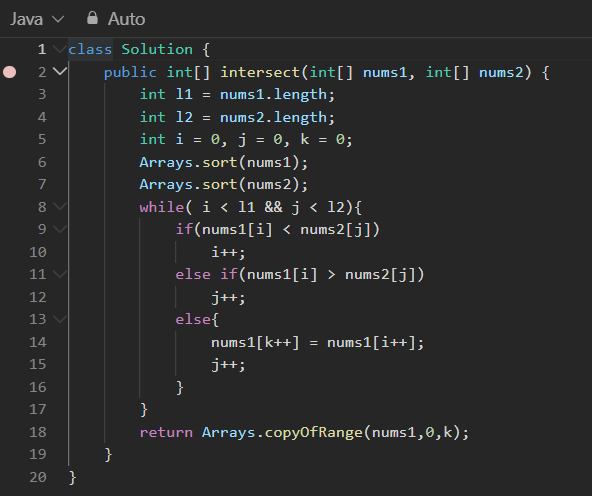 Java Auto
1 class Solution {
2 public int[] intersect(int[] nums1, int[] nums2) {
3 int l1 = nums1.length;
4 int l2 = nums2.length;
5 int i = 0, j = 0, k = 0;
6 Arrays.sort(nums1);
7 Arrays.sort(nums2);
8 while( i < l1 && j < l2){
9 if(nums1[i] < nums2[j])
10 i++;
11 else if(nums1[i] > nums2[j])
12 j++;
13 else{
14 nums1[k++] = nums1[i++];
15 j++;
16 }
17 }
18 return Arrays.copyOfRange(nums1,0,k);
19 }
20 }